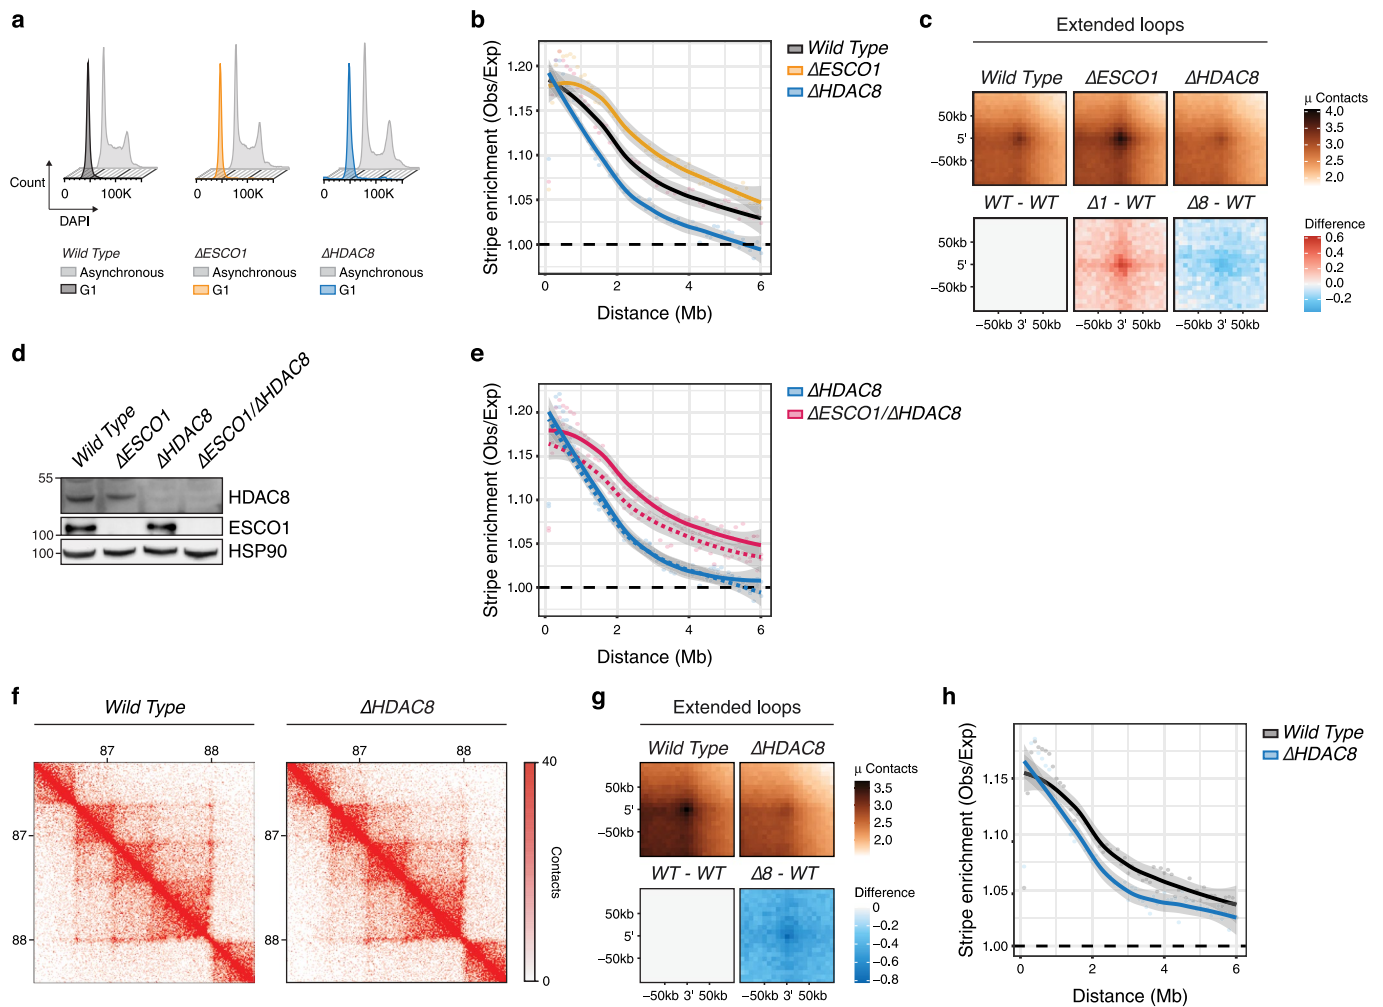 a
Count
0
100K
0
100K
0
100K
DAPI
Wild Type
Asynchronous
G1
ΔESCO1
Asynchronous
G1
ΔHDAC8
Asynchronous
G1
b
Stripe enrichment (Obs/Exp)
1.20
1.15
1.10
1.05
1.00
0
2
4
6
Distance (Mb)
Wild Type
ΔESCO1
ΔHDAC8
c
Extended loops
Wild Type
ΔESCO1
ΔHDAC8
50kb
5'
−50kb
μ Contacts
4.0
3.5
3.0
2.5
2.0
WT - WT
Δ1 - WT
Δ8 - WT
50kb
5'
−50kb
−50kb 3' 50kb
−50kb 3' 50kb
−50kb 3' 50kb
Difference
0.6
0.4
0.2
0.0
−0.2
d
Wild Type
ΔESCO1
ΔHDAC8
ΔESCO1/ΔHDAC8
55
HDAC8
100
ESCO1
100
HSP90
e
Stripe enrichment (Obs/Exp)
1.20
1.15
1.10
1.05
1.00
0
2
4
6
Distance (Mb)
ΔHDAC8
ΔESCO1/ΔHDAC8
f
Wild Type
87
88
87
88
ΔHDAC8
87
88
87
88
40
Contacts
0
g
Extended loops
Wild Type
ΔHDAC8
50kb
5'
−50kb
μ Contacts
3.5
3.0
2.5
2.0
WT - WT
Δ8 - WT
50kb
5'
−50kb
−50kb 3' 50kb
−50kb 3' 50kb
Difference
0
−0.2
−0.4
−0.6
−0.8
h
Stripe enrichment (Obs/Exp)
1.15
1.10
1.05
1.00
0
2
4
6
Distance (Mb)
Wild Type
ΔHDAC8